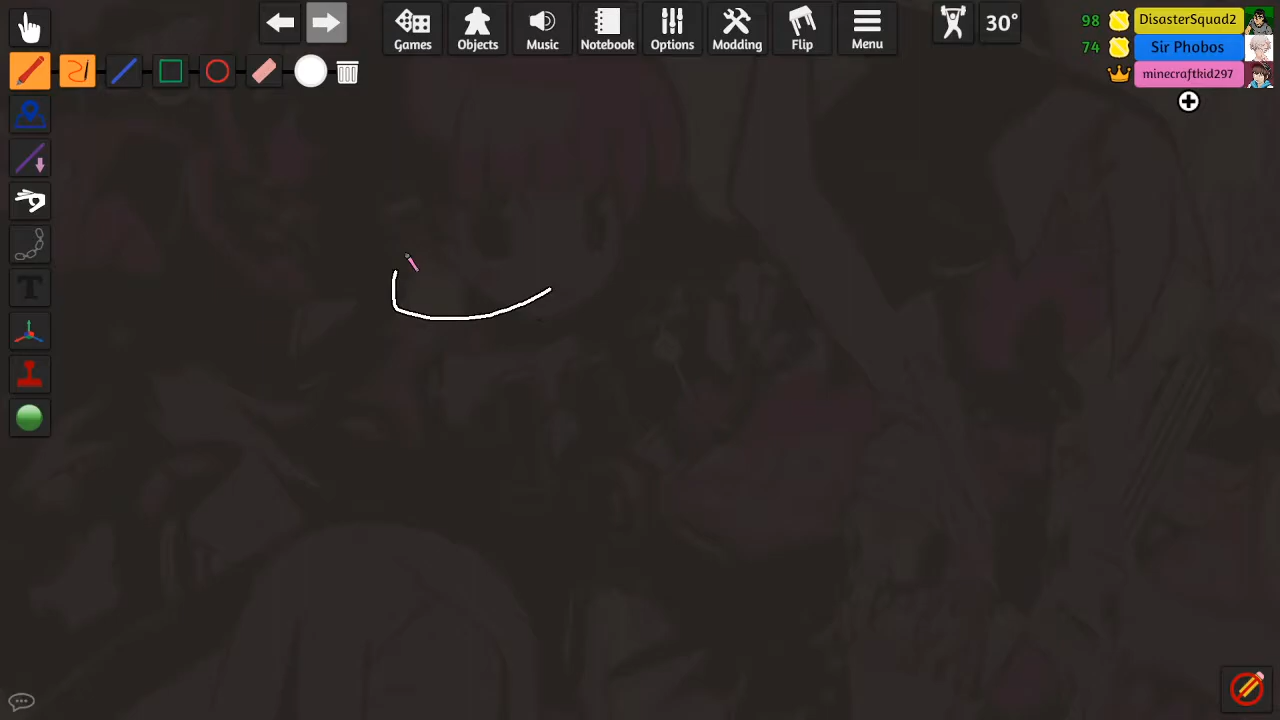 Games Objects Music Notebook Options Modding Flip Menu 30° 98 DisasterSquad2
74 Sir Phobos
minecraftkid297
T